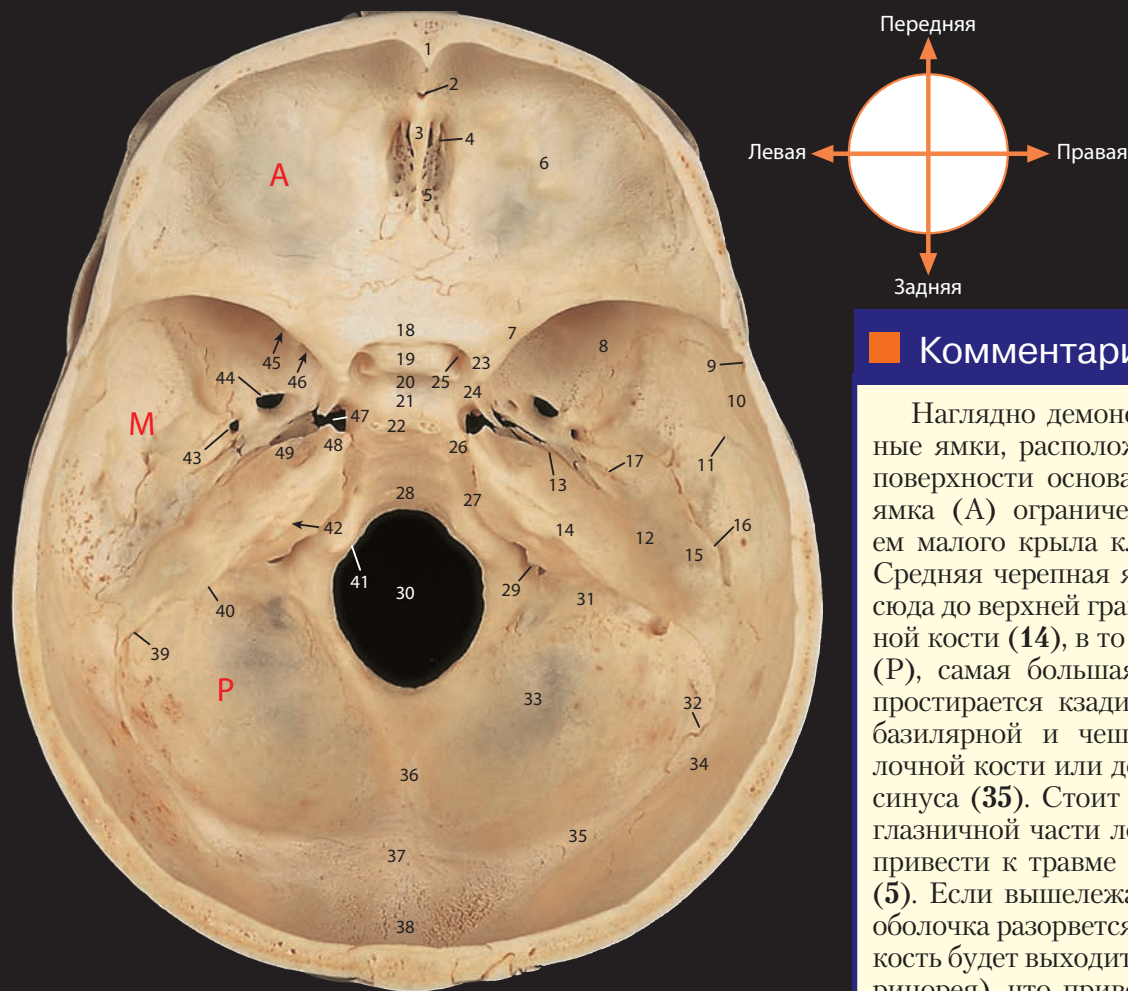 Передняя
Левая
Правая
Задняя
1
2
3
4
5
6
A
7
8
18
19
20
21
22
23
24
25
26
9
10
11
45
46
44
M
43
47
48
49
13
17
16
15
12
14
27
28
42
41
29
30
31
40
39
P
32
33
34
36
35
37
38
Комментари
Наглядно демоно
ные ямки, располож
поверхности основа
ямка (А) ограниче
ем малого крыла кл
Средняя черепная я
сюда до верхней гран
ной кости (14), в то
(Р), самая большая
простирается кзади
базилярной и чеш
лочной кости или до
синуса (35). Стоит
глазничной части ло
привести к травме
(5). Если вышележа
оболочка разорвется
кость будет выходит